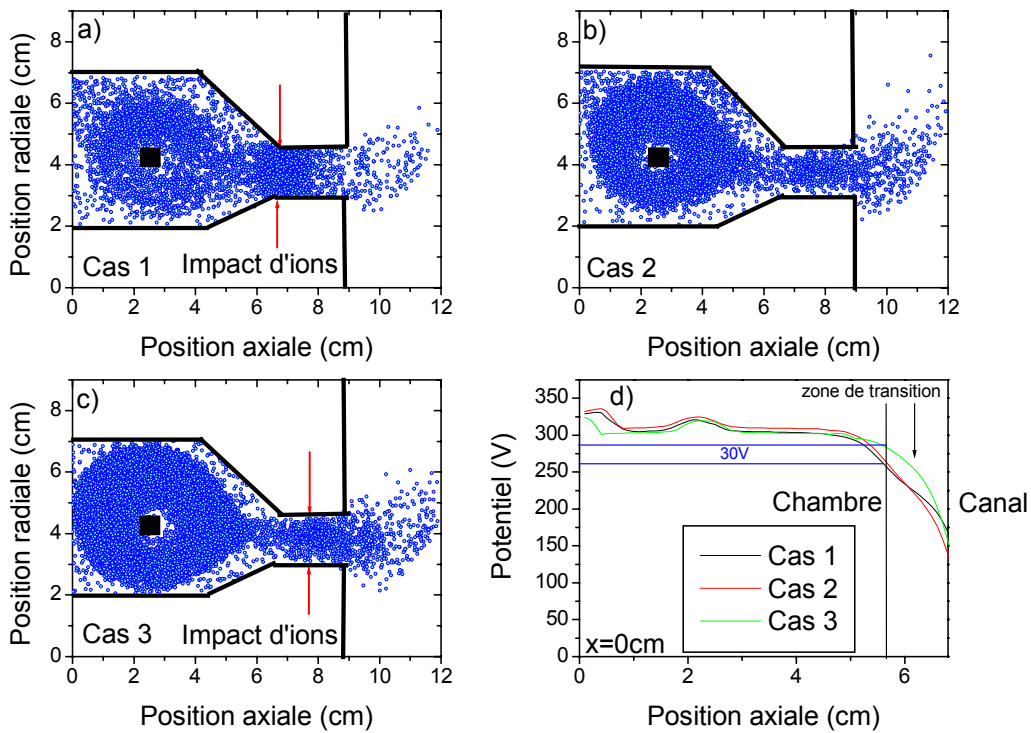 a)
Position radiale (cm)
8
6
4
2
0
Cas 1
Impact d'ions
0 2 4 6 8 10 12
Position axiale (cm)
b)
8
6
4
2
0
Cas 2
0 2 4 6 8 10 12
Position axiale (cm)
c)
Position radiale (cm)
8
6
4
2
0
Cas 3
Impact d'ions
0 2 4 6 8 10 12
Position axiale (cm)
d)
zone de transition
Potentiel (V)
350
325
300
250
200
150
100
50
0
30V
Chambre
Canal
Cas 1
Cas 2
Cas 3
x=0cm
0 2 4 6
Position axiale (cm)